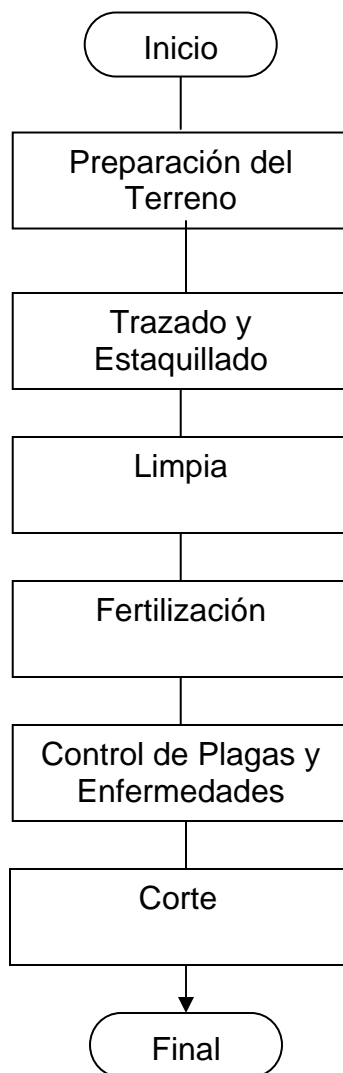 Inicio
Preparación del
Terreno
Trazado y
Estaquillado
Limpia
Fertilización
Control de Plagas y
Enfermedades
Corte
Final